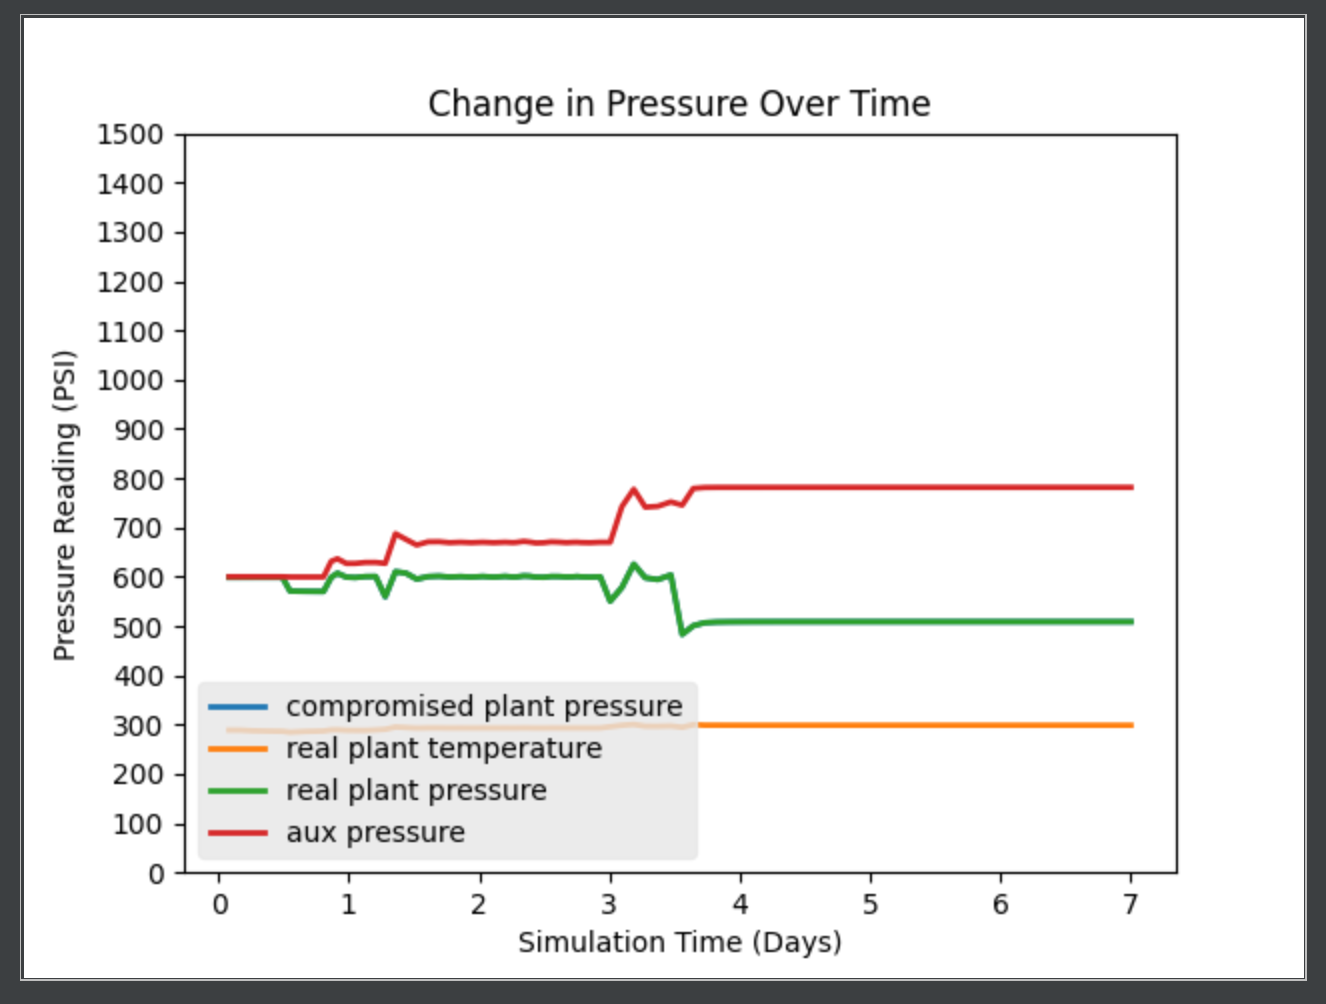 Change in Pressure Over Time
1500
1400
1300
1200
1100
1000
900
800
700
600
500
400
300
200
100
0
Pressure Reading (PSI)
compromised plant pressure
real plant temperature
real plant pressure
aux pressure
0 1 2 3 4 5 6 7
Simulation Time (Days)